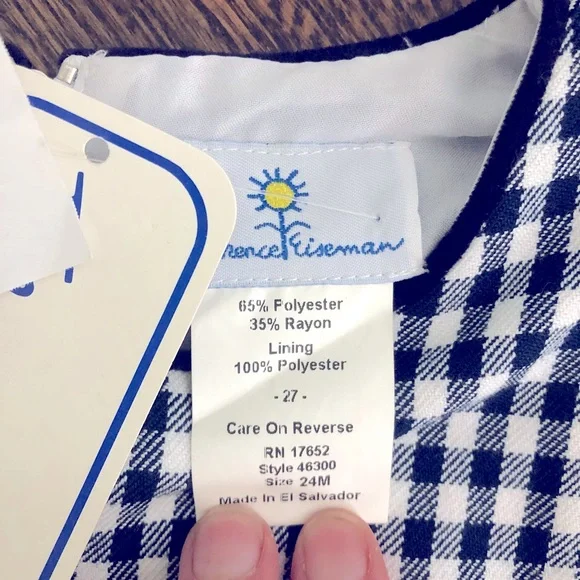 rence Eiseman
65% Polyester
35% Rayon
Lining
100% Polyester
- 27 -
Care On Reverse
RN 17652
Style 46300
Size 24M
Made In El Salvador